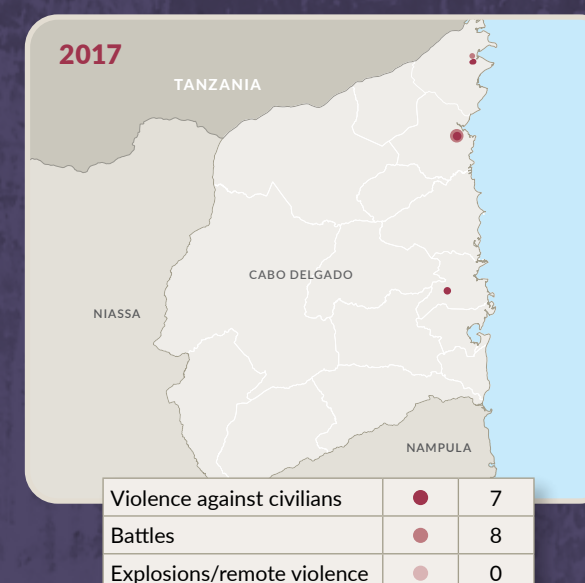 2017
TANZANIA
CABO DELGADO
NIASSA
NAMPULA
Violence against civilians 7
Battles 8
Explosions/remote violence 0